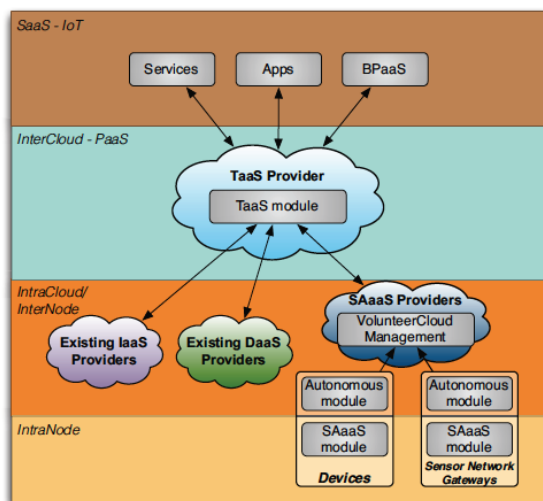 SaaS - IoT
Services
Apps
BPaaS
InterCloud - PaaS
TaaS Provider
TaaS module
IntraCloud/
InterNode
Existing IaaS
Providers
Existing DaaS
Providers
SAaaS Providers
VolunteerCloud
Management
Autonomous
module
Autonomous
module
IntraNode
SAaaS
module
SAaaS
module
Devices
Sensor Network
Gateways